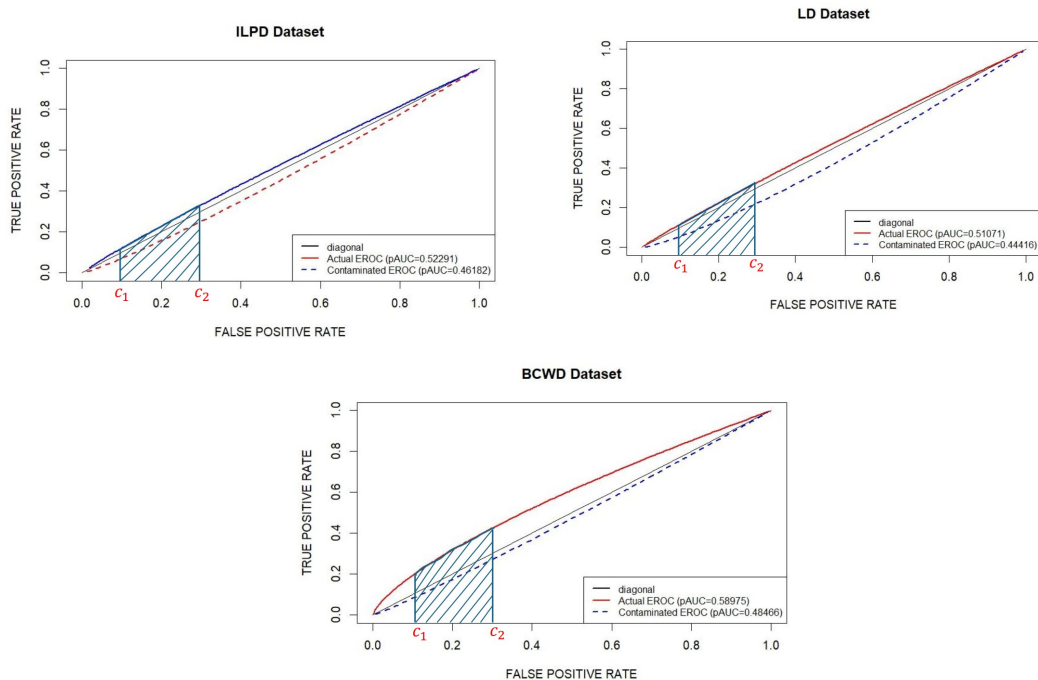 ILPD Dataset
TRUE POSITIVE RATE
1.0
0.8
0.6
0.4
0.2
0.0
diagonal
Actual EROC (pAUC=0.52291)
Contaminated EROC (pAUC=0.46182)
c1 c2
0.0 0.2 0.4 0.6 0.8 1.0
FALSE POSITIVE RATE
LD Dataset
TRUE POSITIVE RATE
1.0
0.8
0.6
0.4
0.2
0.0
diagonal
Actual EROC (pAUC=0.51071)
Contaminated EROC (pAUC=0.44416)
c1 c2
0.0 0.2 0.4 0.6 0.8 1.0
FALSE POSITIVE RATE
BCWD Dataset
TRUE POSITIVE RATE
1.0
0.8
0.6
0.4
0.2
0.0
diagonal
Actual EROC (pAUC=0.58975)
Contaminated EROC (pAUC=0.48466)
c1 c2
0.0 0.2 0.4 0.6 0.8 1.0
FALSE POSITIVE RATE